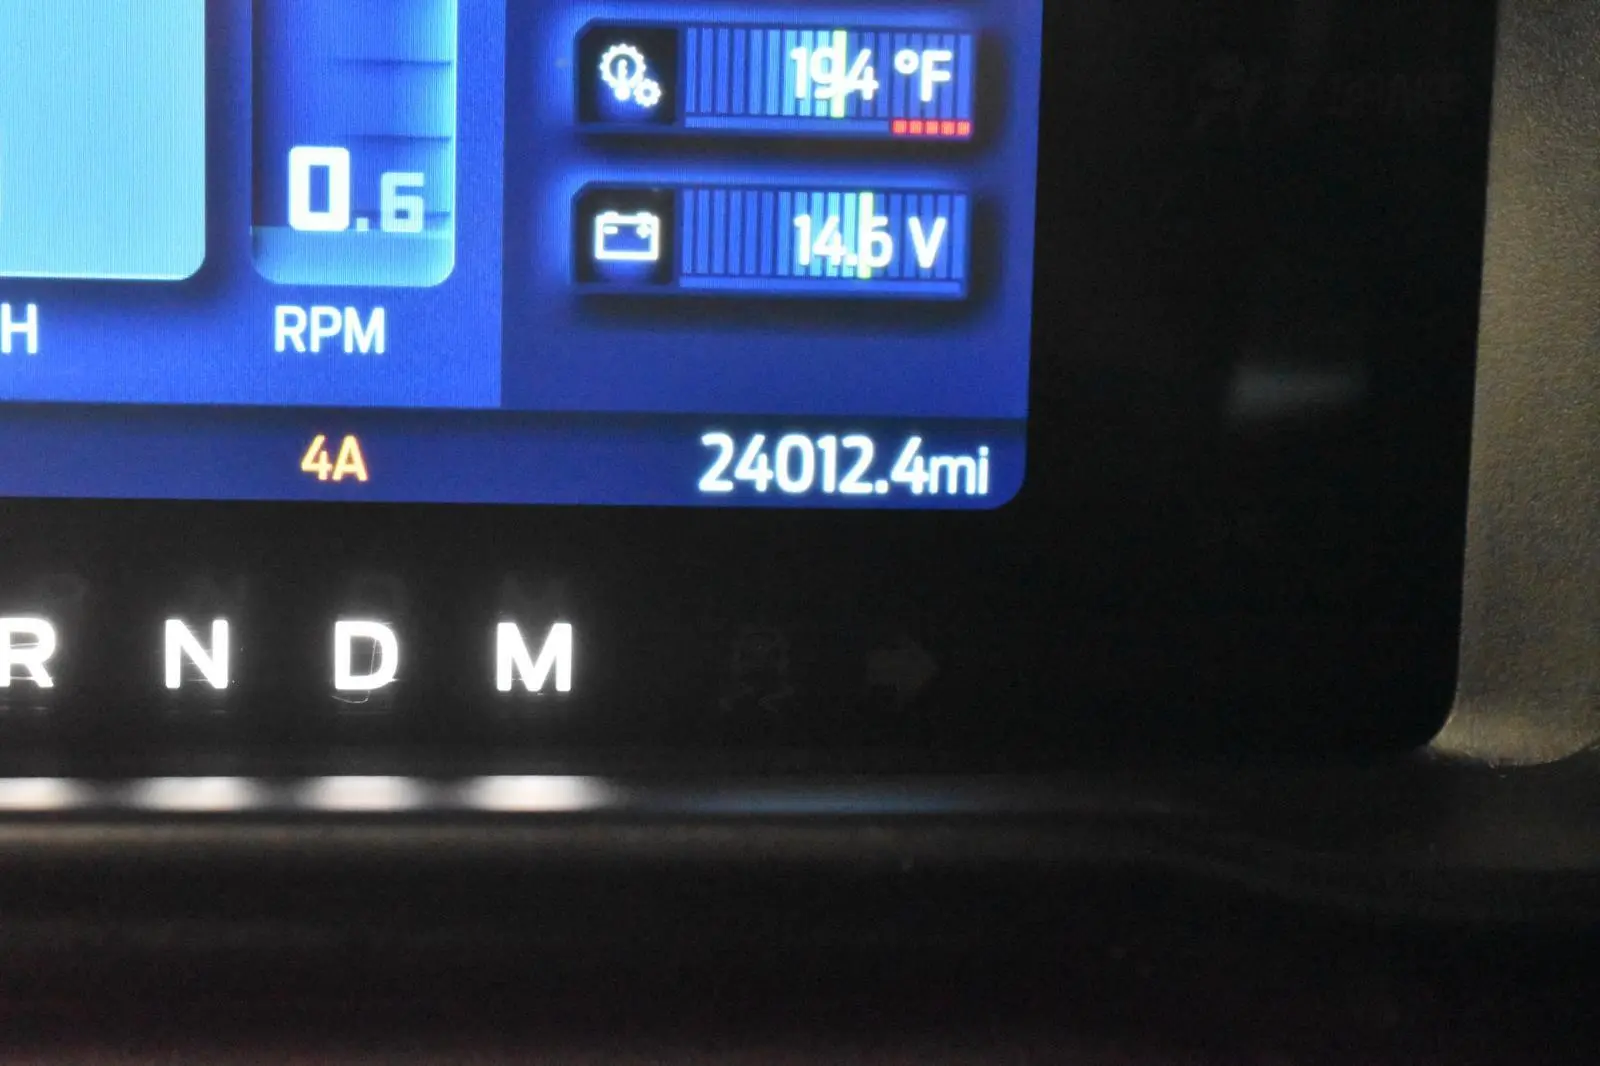 194 °F
14.6 V
0.6
H
RPM
4A
24012.4mi
R N D M